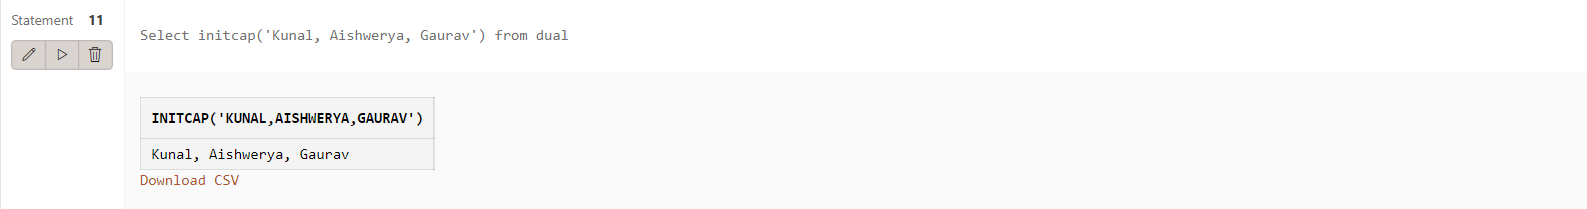 Statement 11
Select initcap('Kunal, Aishwerya, Gaurav') from dual
INITCAP('KUNAL,AISHWERYA,GAURAV')
Kunal, Aishwerya, Gaurav
Download CSV